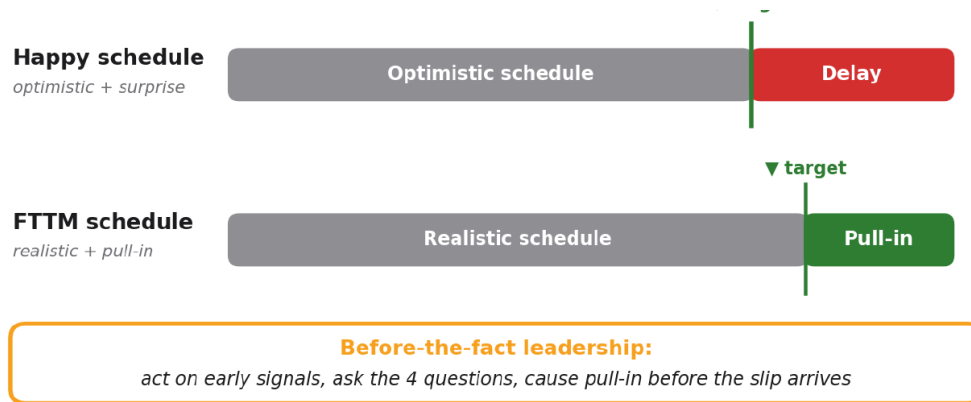 Happy schedule
optimistic + surprise
Optimistic schedule
Delay
▼ target
FTTM schedule
realistic + pull-in
Realistic schedule
Pull-in
Before-the-fact leadership:
act on early signals, ask the 4 questions, cause pull-in before the slip arrives